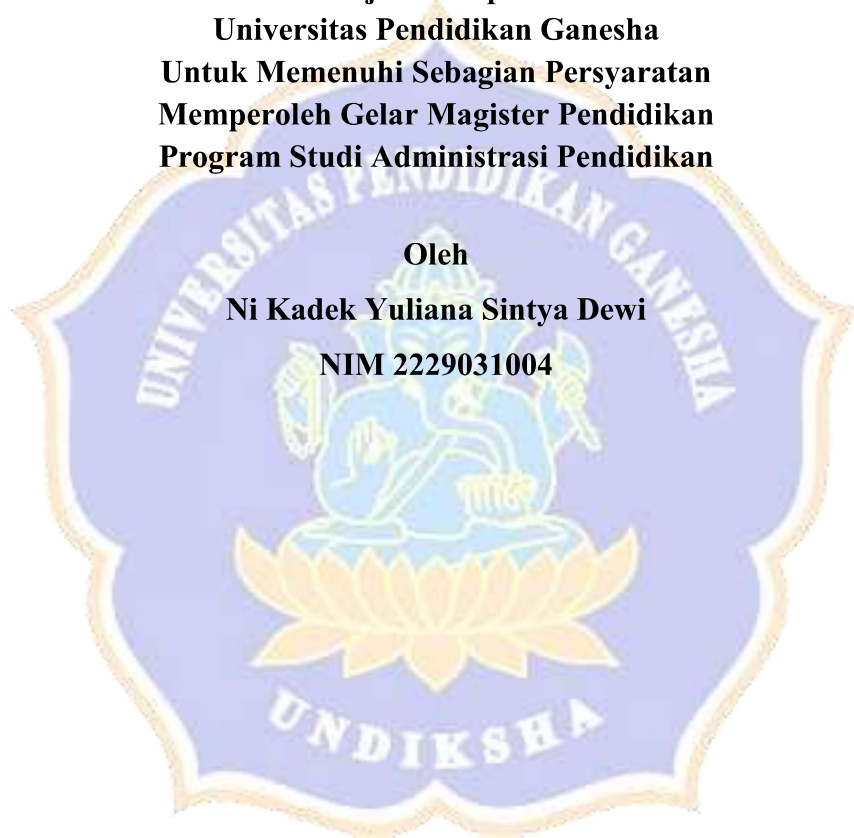 Universitas Pendidikan Ganesha
Untuk Memenuhi Sebagian Persyaratan
Memperoleh Gelar Magister Pendidikan
Program Studi Administrasi Pendidikan
UNIVERSITAS PENDIDIKAN GANESHA
Oleh
Ni Kadek Yuliana Sintya Dewi
NIM 2229031004
UNDIKSHA